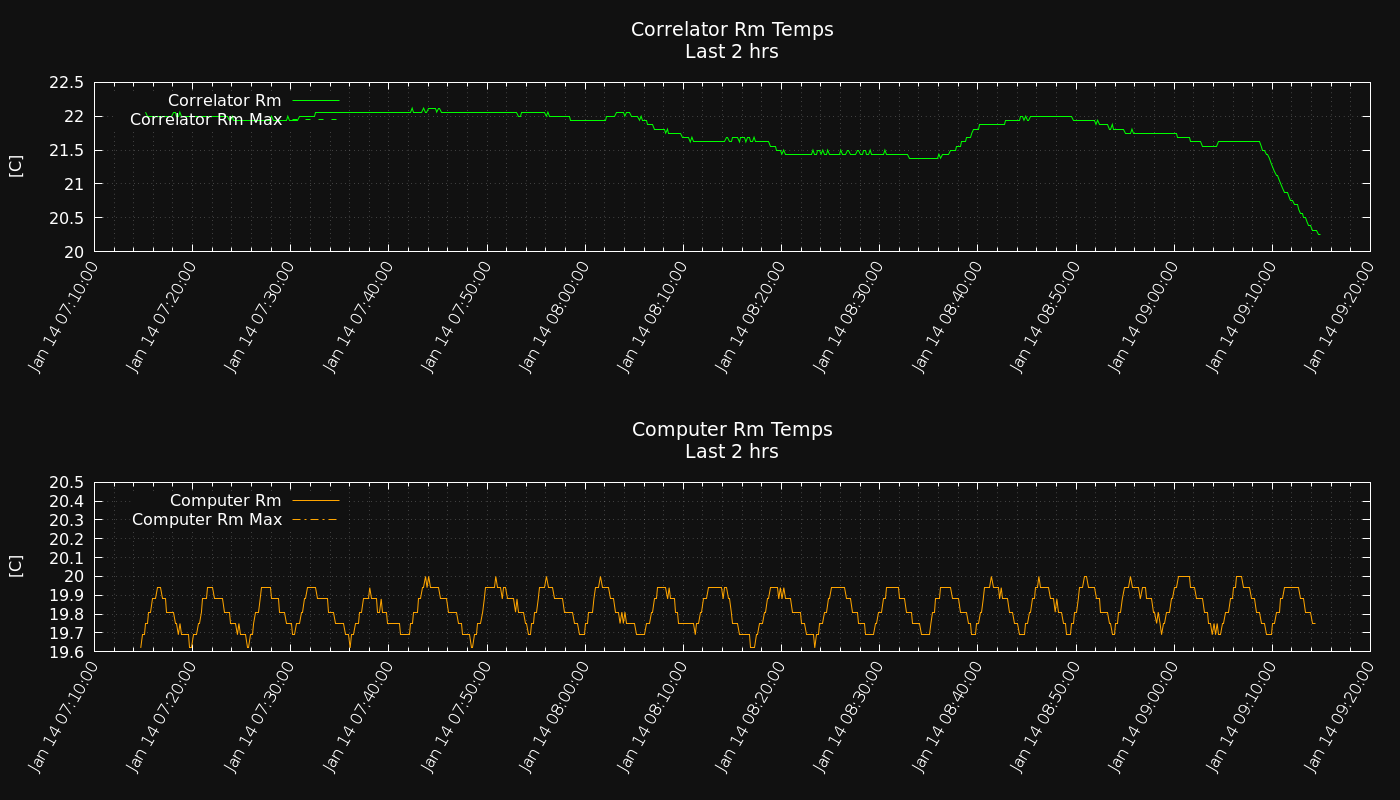 Correlator Rm Temps
Last 2 hrs
22.5
22
21.5
21
20.5
20
[C]
Correlator Rm
Correlator Rm Max
Jan 14 07:10:00
Jan 14 07:20:00
Jan 14 07:30:00
Jan 14 07:40:00
Jan 14 07:50:00
Jan 14 08:00:00
Jan 14 08:10:00
Jan 14 08:20:00
Jan 14 08:30:00
Jan 14 08:40:00
Jan 14 08:50:00
Jan 14 09:00:00
Jan 14 09:10:00
Jan 14 09:20:00
Computer Rm Temps
Last 2 hrs
20.5
20.4
20.3
20.2
20.1
20
19.9
19.8
19.7
19.6
[C]
Computer Rm
Computer Rm Max
Jan 14 07:10:00
Jan 14 07:20:00
Jan 14 07:30:00
Jan 14 07:40:00
Jan 14 07:50:00
Jan 14 08:00:00
Jan 14 08:10:00
Jan 14 08:20:00
Jan 14 08:30:00
Jan 14 08:40:00
Jan 14 08:50:00
Jan 14 09:00:00
Jan 14 09:10:00
Jan 14 09:20:00